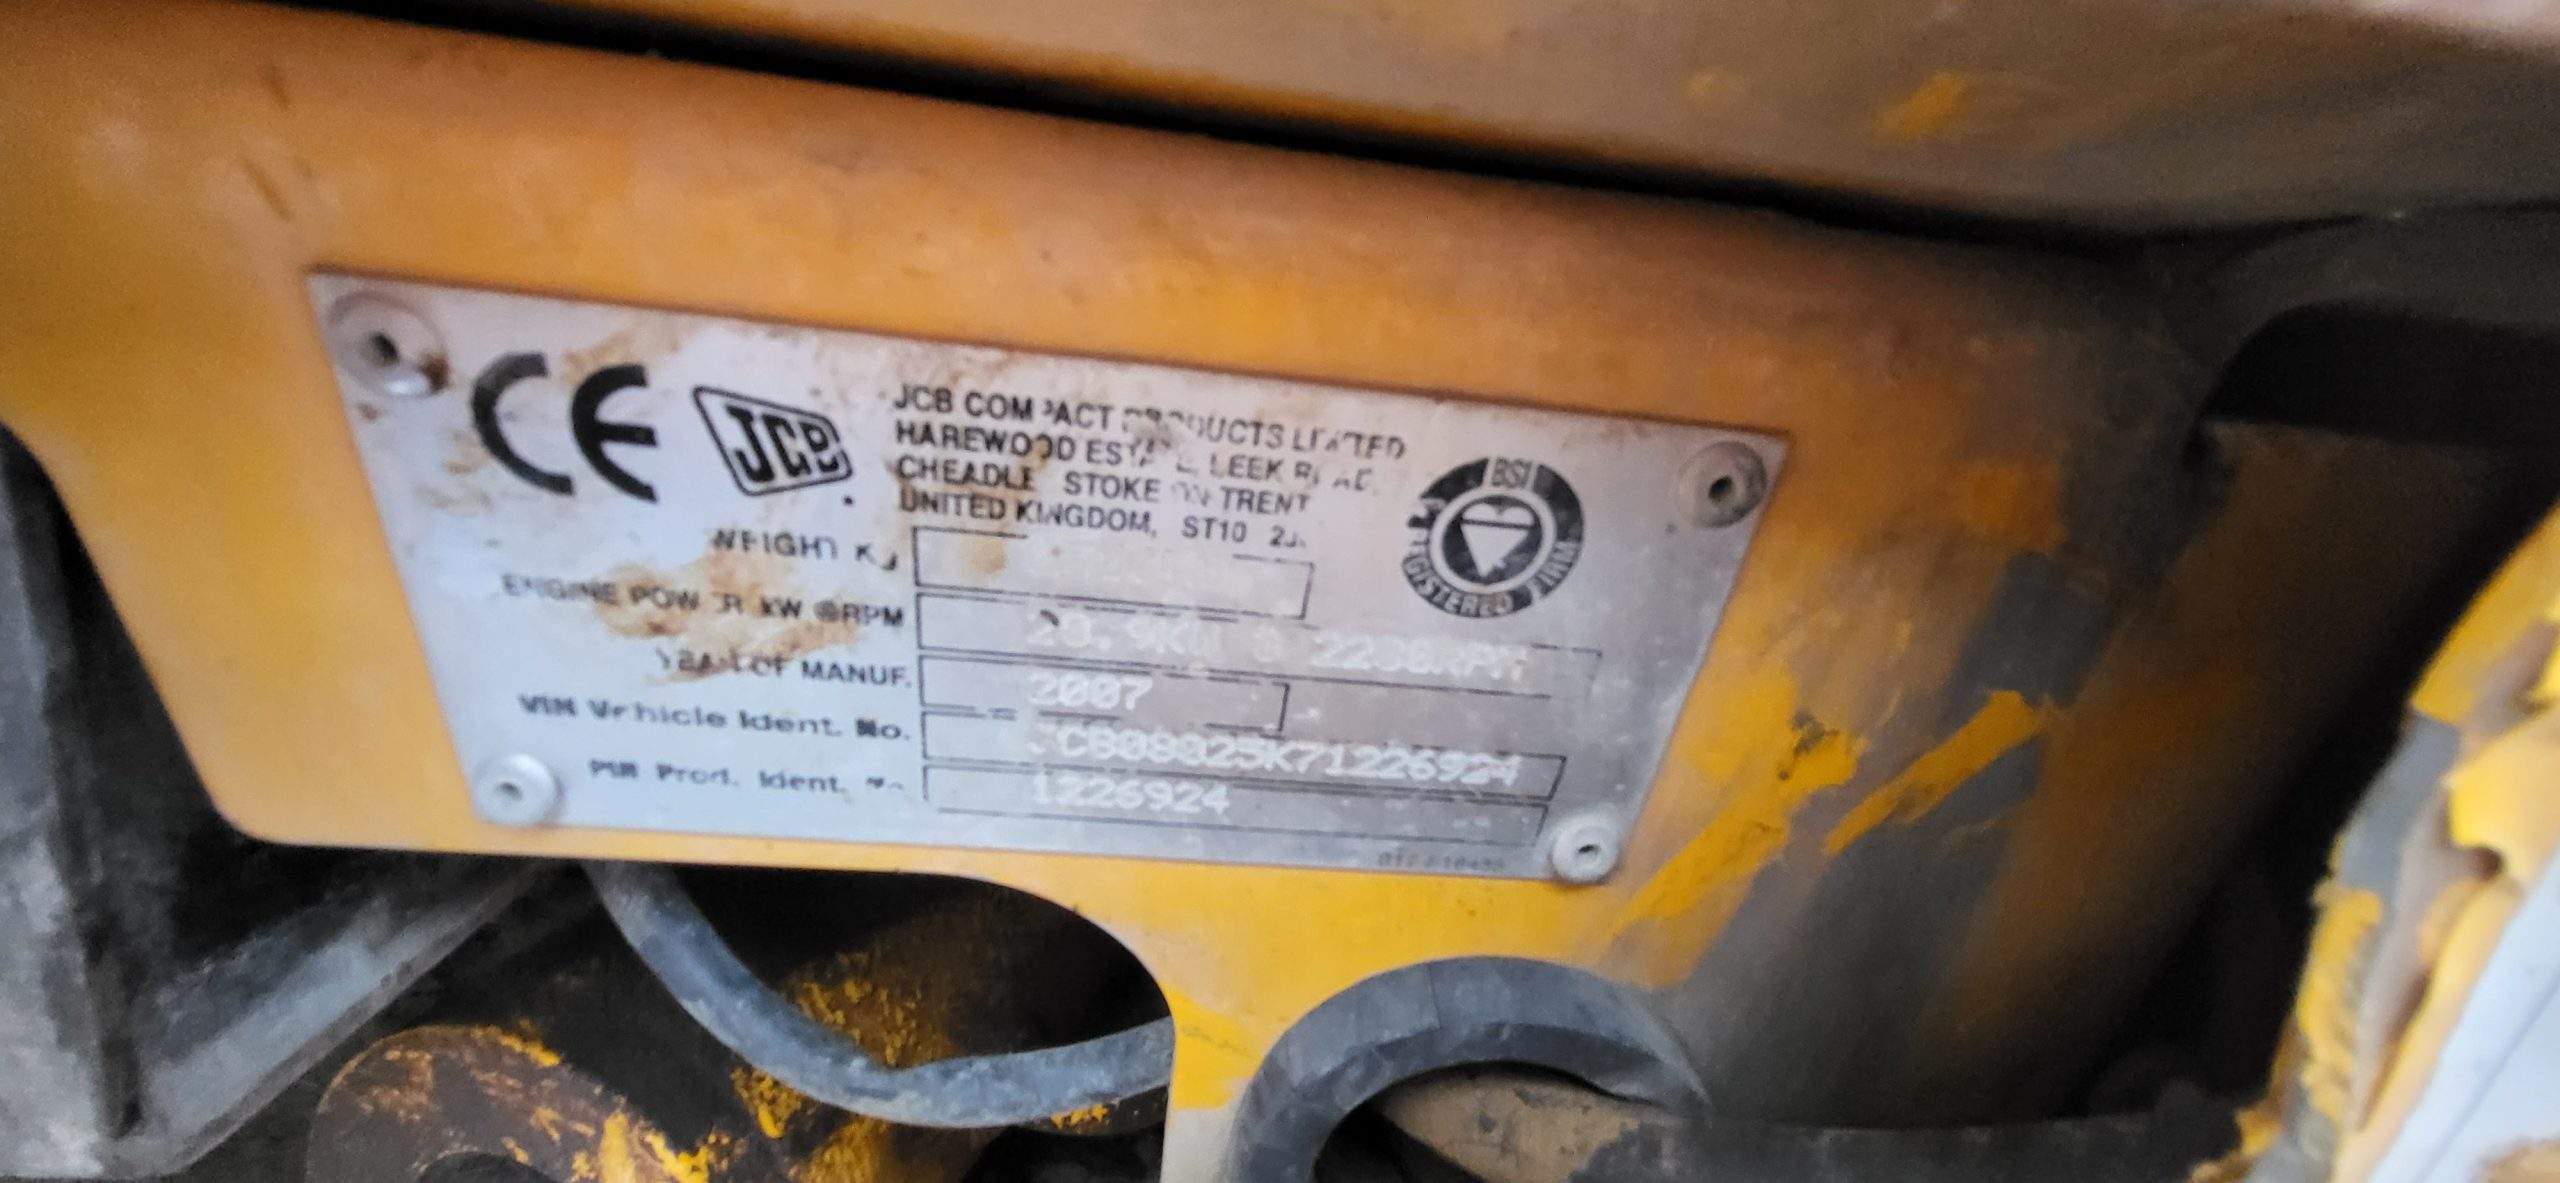 CE
JCB
JCB COMPACT PRODUCTS LIMITED
HAREWOOD ESTATE, LEEK ROAD,
CHEADLE STOKE ON TRENT
UNITED KINGDOM, ST10
BSI
REGISTERED FIRM
WEIGHT KG
ENGINE POWER kW @RPM 2200RPM
YEAR OF MANUF. 2007
VIN Vehicle Ident. No. JCB08025K71226924
PIN Prod. Ident. No 1226924